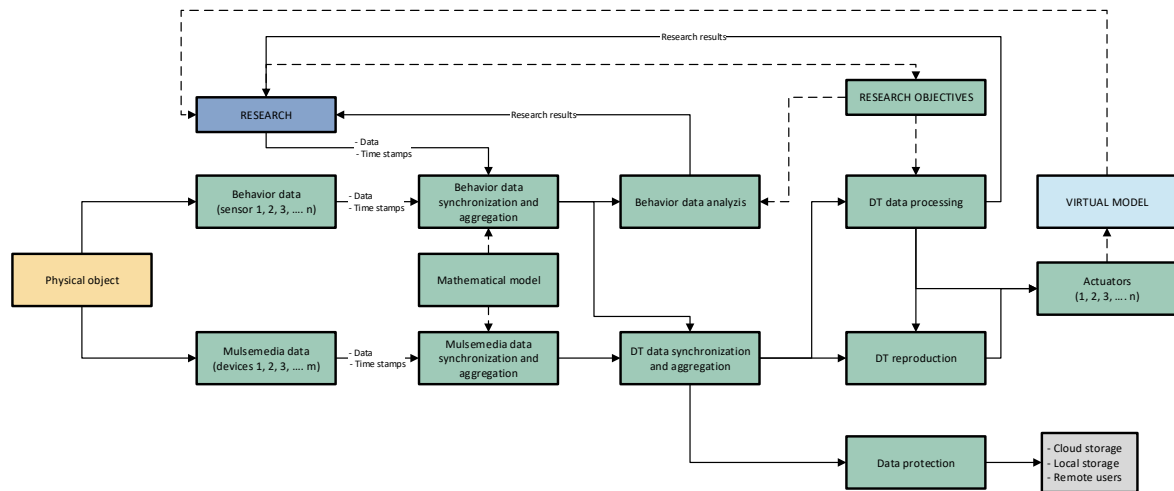 Research results
RESEARCH OBJECTIVES
RESEARCH
Research results
- Data
- Time stamps
Behavior data
(sensor 1, 2, 3, .... n)
- Data
- Time stamps
Behavior data
synchronization and
aggregation
Behavior data analyzis
DT data processing
VIRTUAL MODEL
Physical object
Mathematical model
Actuators
(1, 2, 3, .... n)
Mulsemedia data
(devices 1, 2, 3, .... m)
- Data
- Time stamps
Mulsemedia data
synchronization and
aggregation
DT data synchronization
and aggregation
DT reproduction
Data protection
- Cloud storage
- Local storage
- Remote users